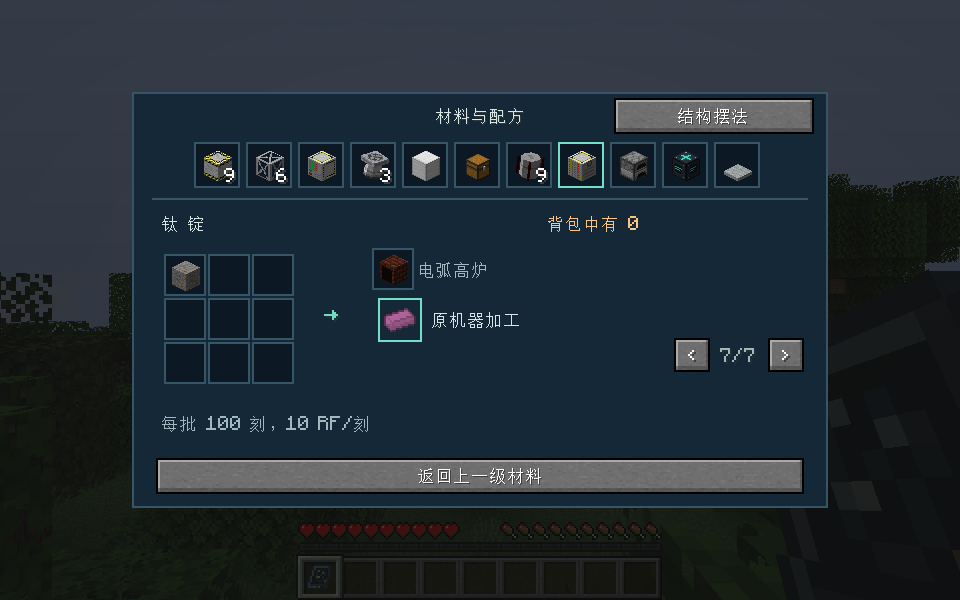 材料与配方
结构摆法
9
6
3
9
钛 锭
背包中有 0
电弧高炉
原机器加工
< 7/7 >
每批 100 刻，10 RF/刻
返回上一级材料